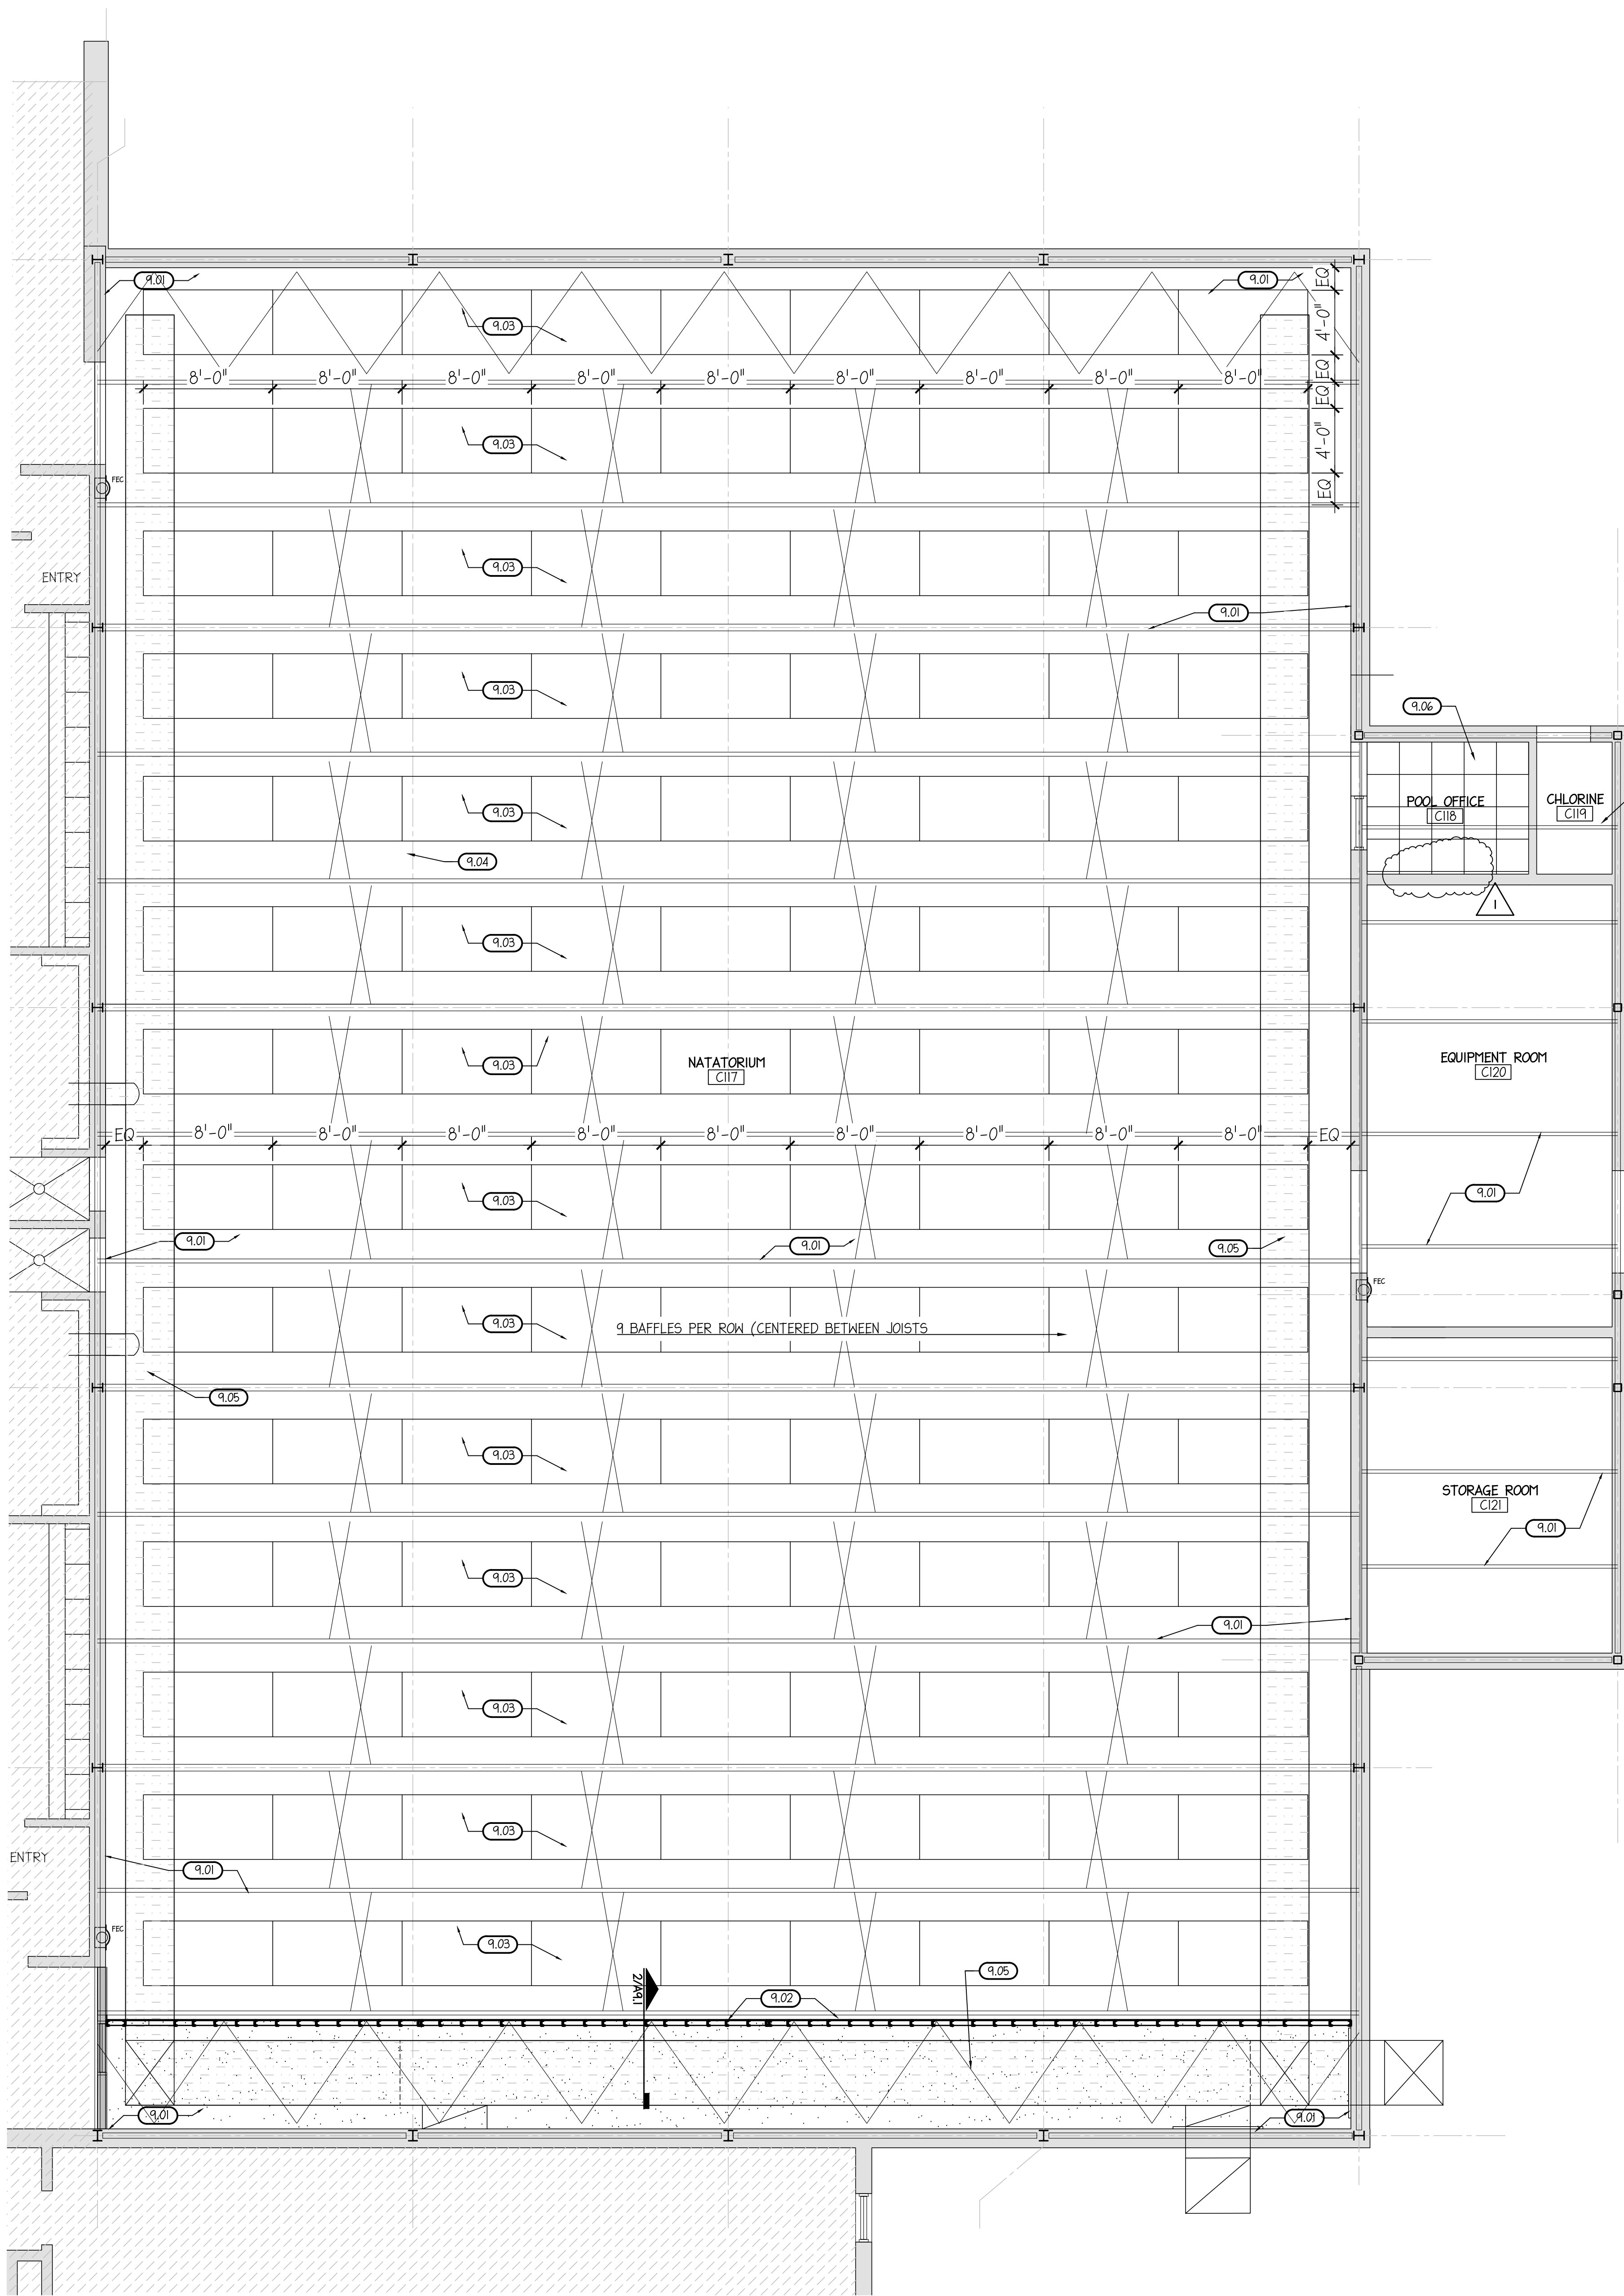 9.01
9.01
EQ
4'-0"
9.03
EQ
8'-0" 8'-0" 8'-0" 8'-0" 8'-0" 8'-0" 8'-0" 8'-0" 8'-0"
EQ
4'-0"
9.03
FEC
EQ
9.03
ENTRY
9.01
9.03
9.06
POOL OFFICE
C118
CHLORINE
C119
9.03
9.04
1
9.03
NATATORIUM
C117
9.03
EQUIPMENT ROOM
C120
EQ 8'-0" 8'-0" 8'-0" 8'-0" 8'-0" 8'-0" 8'-0" 8'-0" 8'-0" EQ
9.01
9.03
9.01
9.01
9.05
FEC
9.03
9 BAFFLES PER ROW (CENTERED BETWEEN JOISTS
9.05
9.03
STORAGE ROOM
C121
9.01
9.03
9.01
9.03
9.03
ENTRY
9.01
FEC
9.03
2/A9.1
9.05
9.02
9.01
9.01